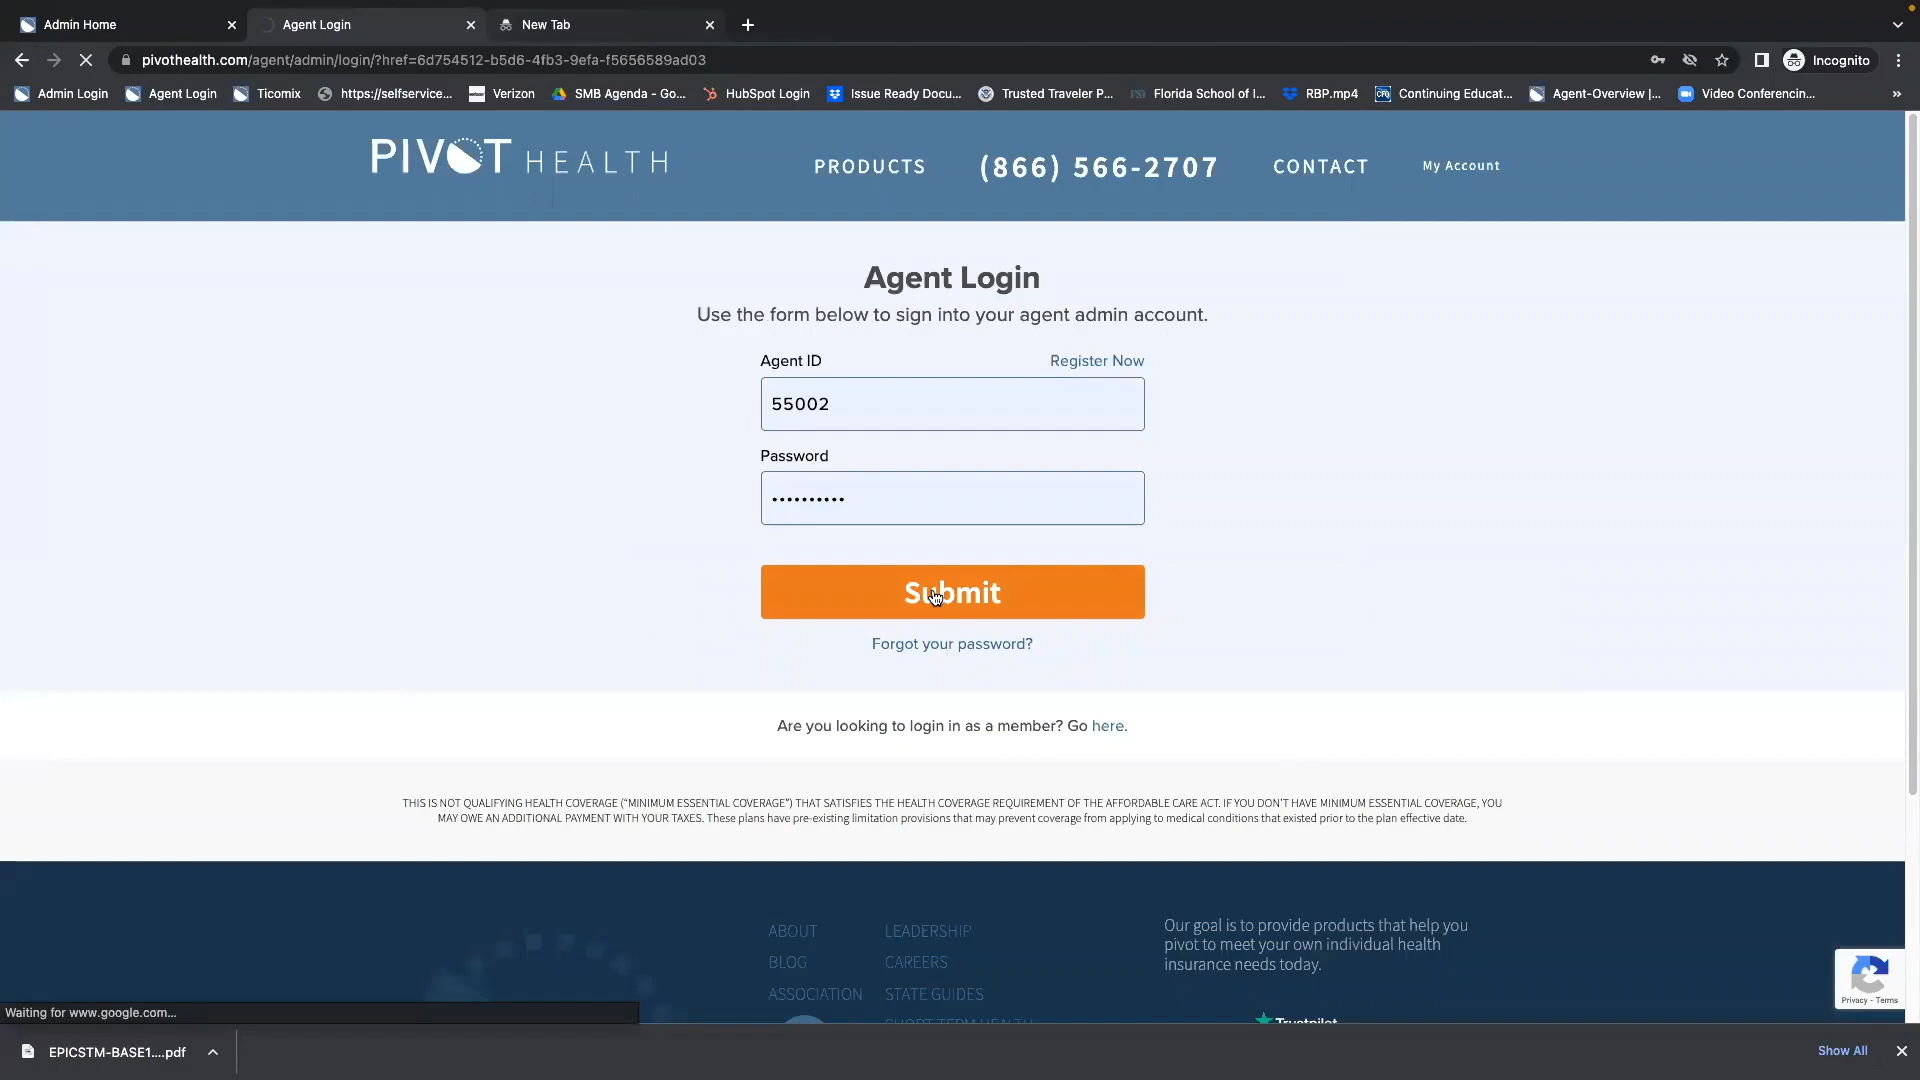 Admin Home
Agent Login
New Tab
pivothealth.com/agent/admin/login/?href=6d754512-b5d6-4fb3-9efa-f5656589ad03
Incognito
Admin Login
Agent Login
Ticomix
https://selfservice...
Verizon
SMB Agenda - Go...
HubSpot Login
Issue Ready Docu...
Trusted Traveler P...
Florida School of I...
RBP.mp4
Continuing Educat...
Agent-Overview |...
Video Conferencin...
PIVOT HEALTH
PRODUCTS
(866) 566-2707
CONTACT
My Account
Agent Login
Use the form below to sign into your agent admin account.
Agent ID
Register Now
55002
Password
••••••••••
Submit
Forgot your password?
Are you looking to login in as a member? Go here.
THIS IS NOT QUALIFYING HEALTH COVERAGE (“MINIMUM ESSENTIAL COVERAGE”) THAT SATISFIES THE HEALTH COVERAGE REQUIREMENT OF THE AFFORDABLE CARE ACT. IF YOU DON'T HAVE MINIMUM ESSENTIAL COVERAGE, YOU
MAY OWE AN ADDITIONAL PAYMENT WITH YOUR TAXES. These plans have pre-existing limitation provisions that may prevent coverage from applying to medical conditions that existed prior to the plan effective date.
ABOUT
LEADERSHIP
BLOG
CAREERS
ASSOCIATION
STATE GUIDES
SHORT TERM HEALTH
Our goal is to provide products that help you
pivot to meet your own individual health
insurance needs today.
Trustpilot
Privacy - Terms
Waiting for www.google.com...
EPICSTM-BASE1....pdf
Show All